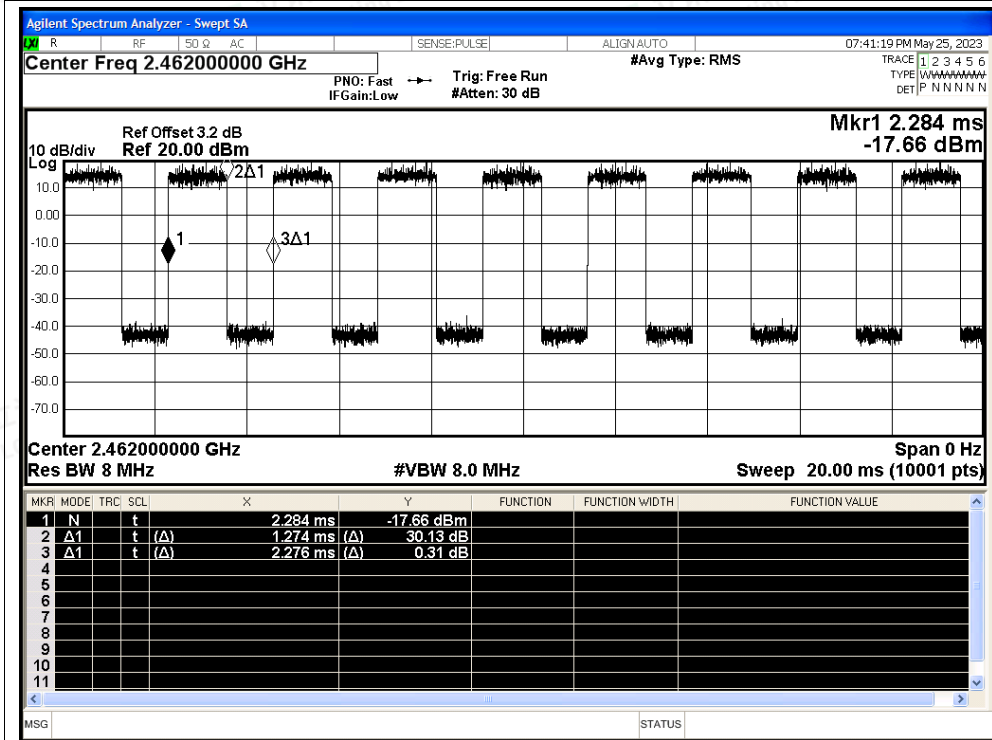 Agilent Spectrum Analyzer - Swept SA
LXI R RF 50 Ω AC SENSE:PULSE ALIGN AUTO 07:41:19 PM May 25, 2023
Center Freq 2.462000000 GHz #Avg Type: RMS TRACE 1 2 3 4 5 6
PNO: Fast Trig: Free Run TYPE WWWWWW
IFGain:Low #Atten: 30 dB DET P N N N N N
Mkr1 2.284 ms
Ref Offset 3.2 dB
10 dB/div Ref 20.00 dBm -17.66 dBm
Log
2Δ1
10.0
0.00
1 3Δ1
-10.0
-20.0
-30.0
-40.0
-50.0
-60.0
-70.0
Center 2.462000000 GHz Span 0 Hz
Res BW 8 MHz #VBW 8.0 MHz Sweep 20.00 ms (10001 pts)
MKR MODE TRC SCL X Y FUNCTION FUNCTION WIDTH FUNCTION VALUE
1 N t 2.284 ms -17.66 dBm
2 Δ1 t (Δ) 1.274 ms (Δ) 30.13 dB
3 Δ1 t (Δ) 2.276 ms (Δ) 0.31 dB
4
5
6
7
8
9
10
11
MSG STATUS